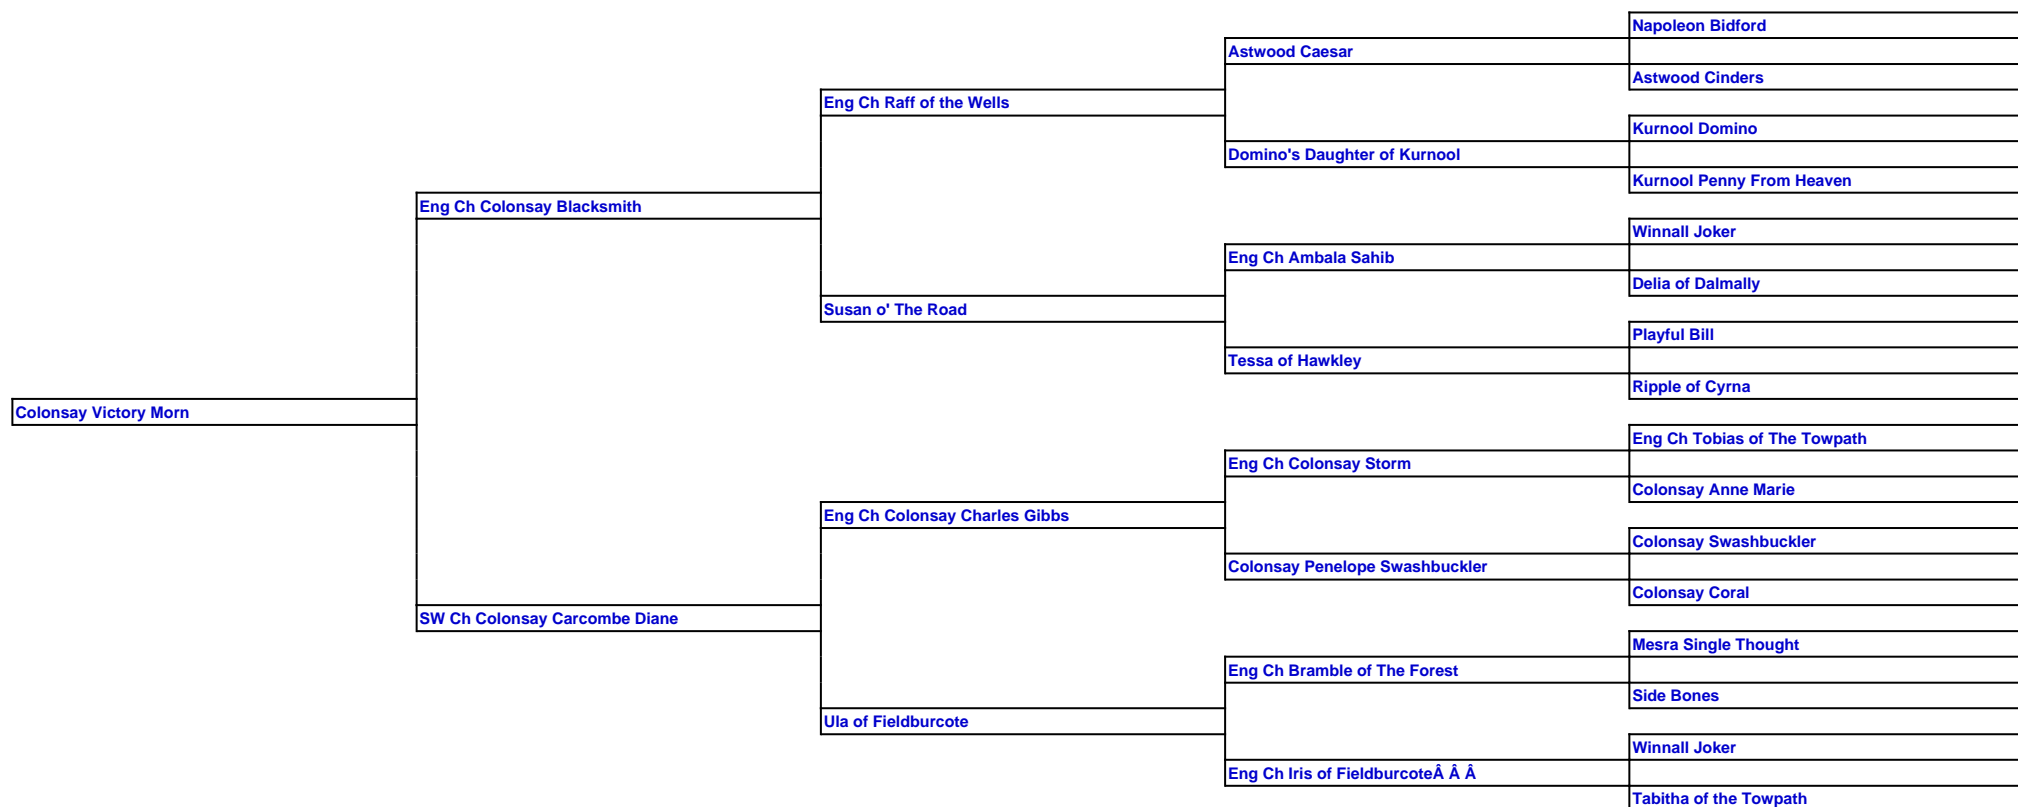 Napoleon Bidford
Astwood Caesar
Astwood Cinders
Eng Ch Raff of the Wells
Kurnool Domino
Domino's Daughter of Kurnool
Kurnool Penny From Heaven
Eng Ch Colonsay Blacksmith
Winnall Joker
Eng Ch Ambala Sahib
Delia of Dalmally
Susan o' The Road
Playful Bill
Tessa of Hawkley
Ripple of Cyrna
Colonsay Victory Morn
Eng Ch Tobias of The Towpath
Eng Ch Colonsay Storm
Colonsay Anne Marie
Eng Ch Colonsay Charles Gibbs
Colonsay Swashbuckler
Colonsay Penelope Swashbuckler
Colonsay Coral
SW Ch Colonsay Carcombe Diane
Mesra Single Thought
Eng Ch Bramble of The Forest
Side Bones
Ula of Fieldburcote
Winnall Joker
Eng Ch Iris of FieldburcoteÂ Â Â
Tabitha of the Towpath